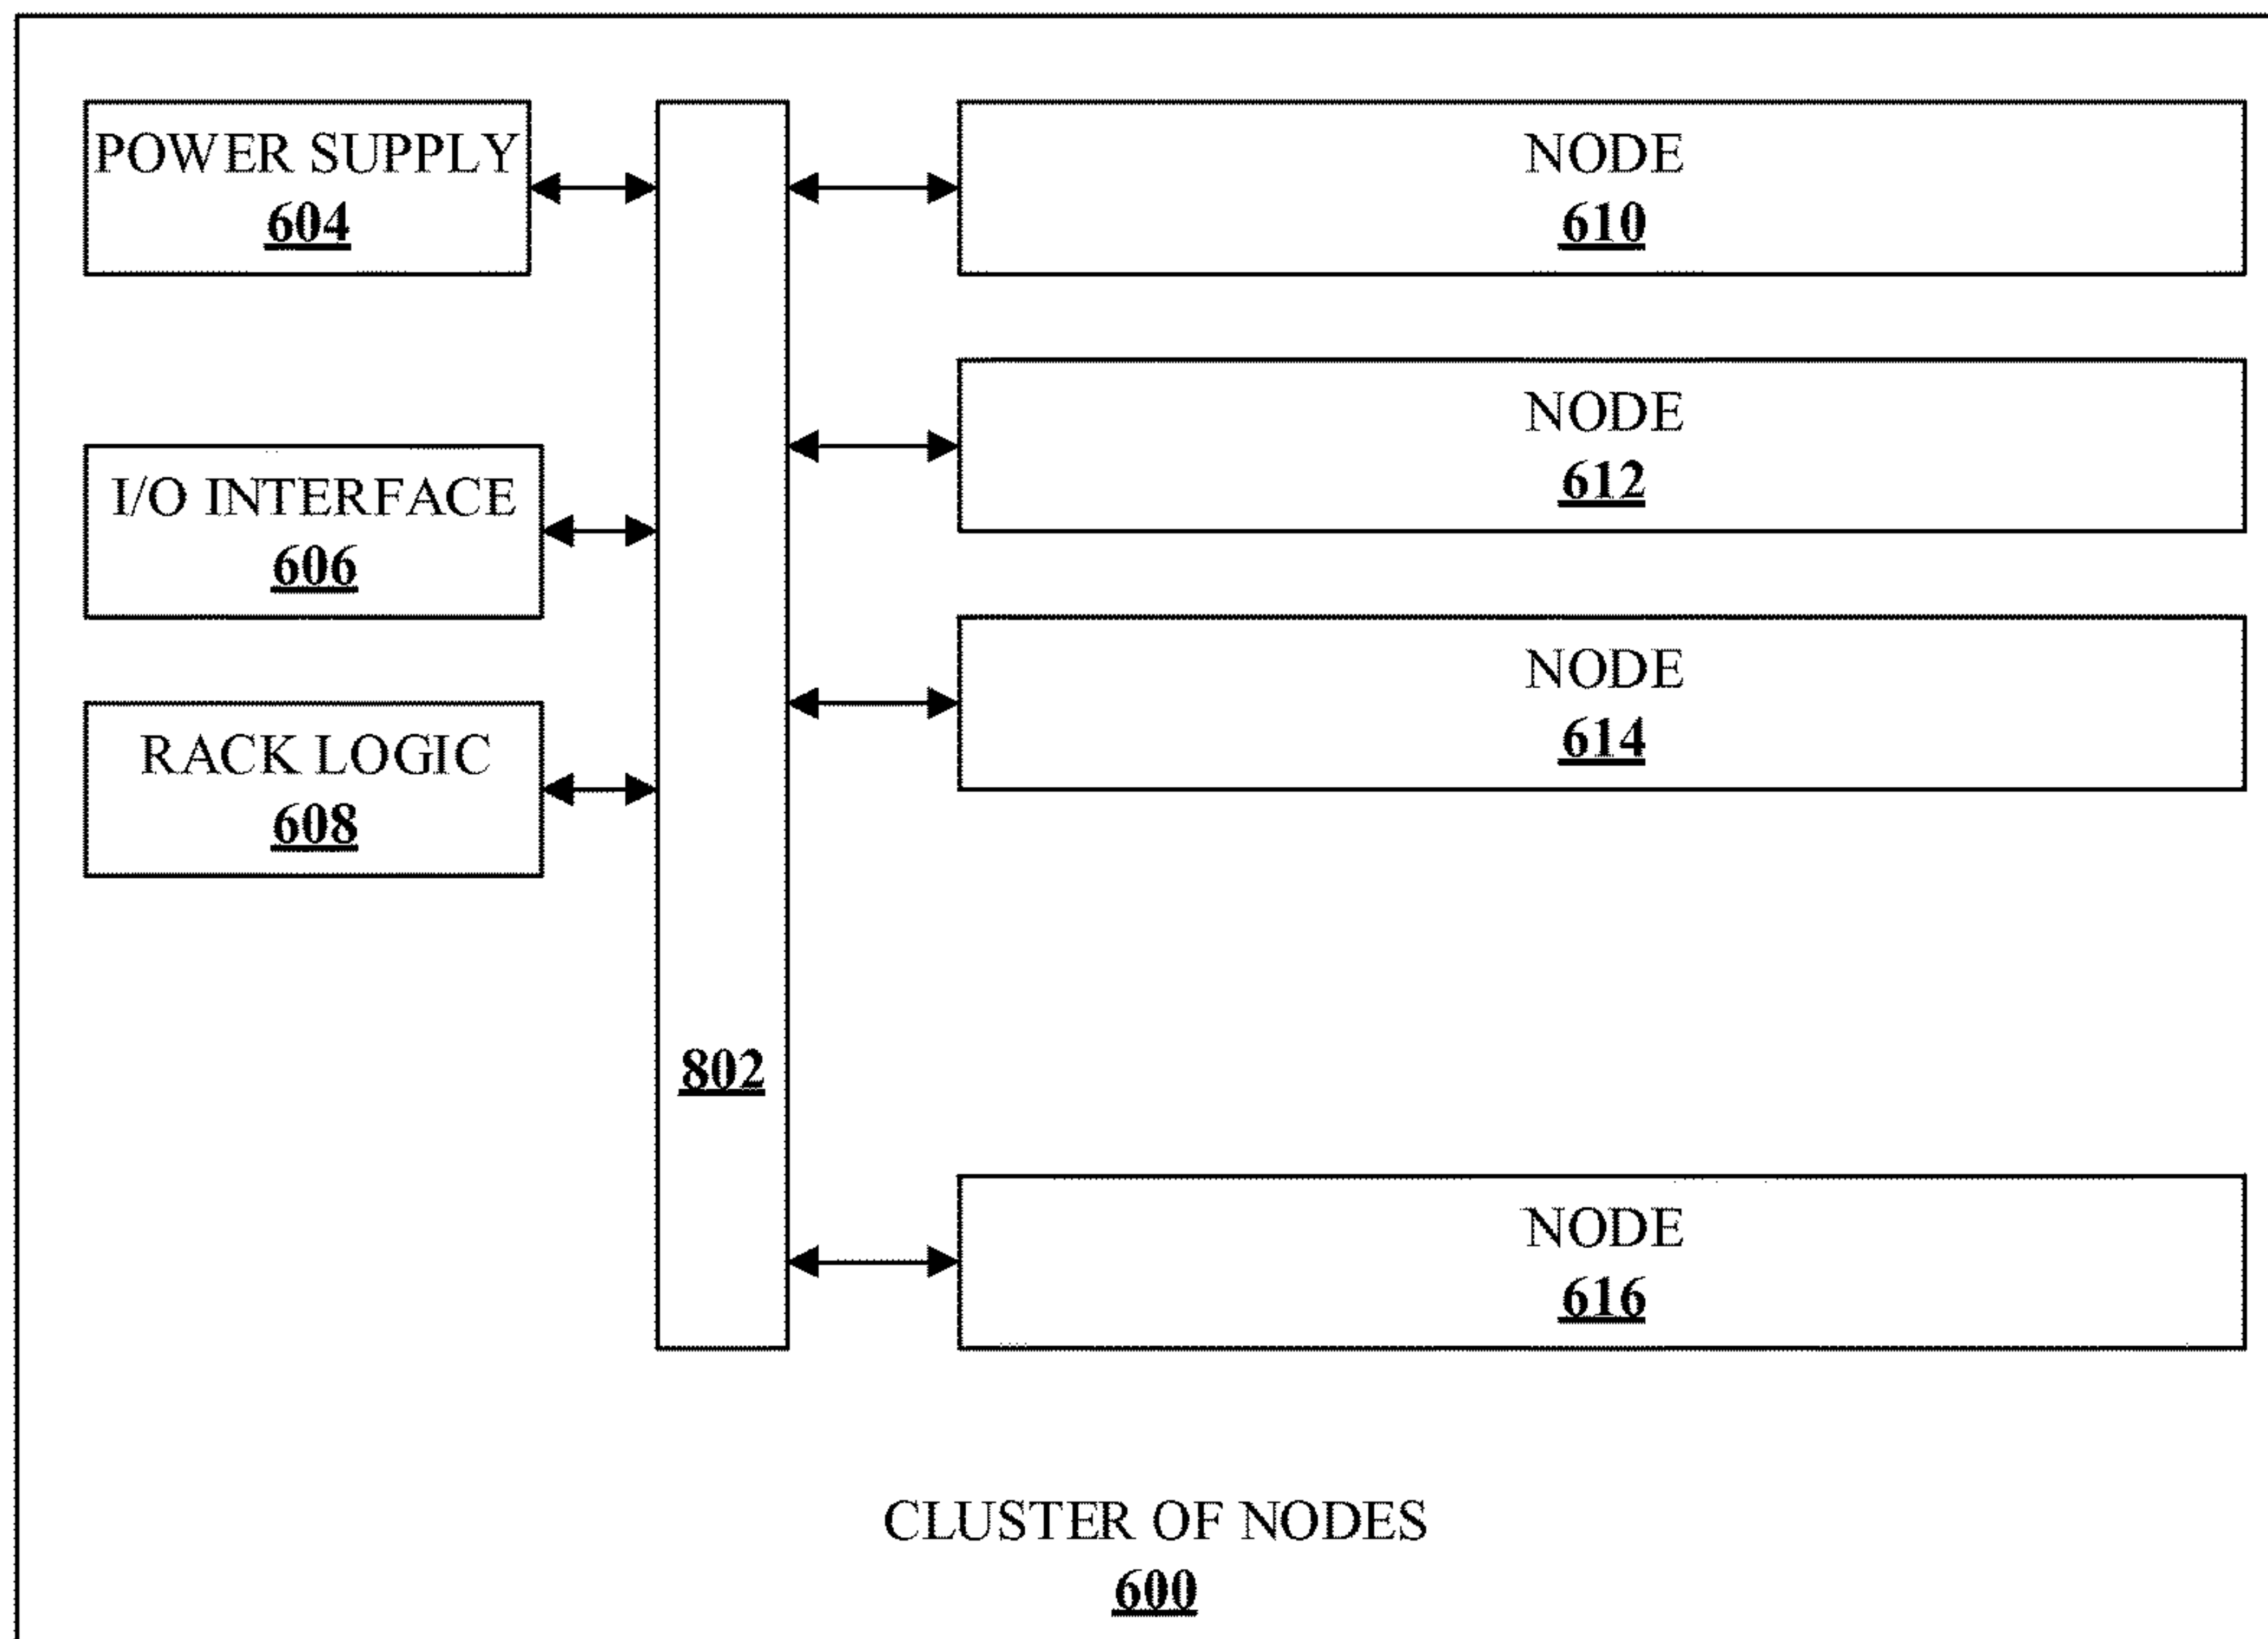 POWER SUPPLY
604
I/O INTERFACE
606
RACK LOGIC
608
802
NODE
610
NODE
612
NODE
614
NODE
616
CLUSTER OF NODES
600